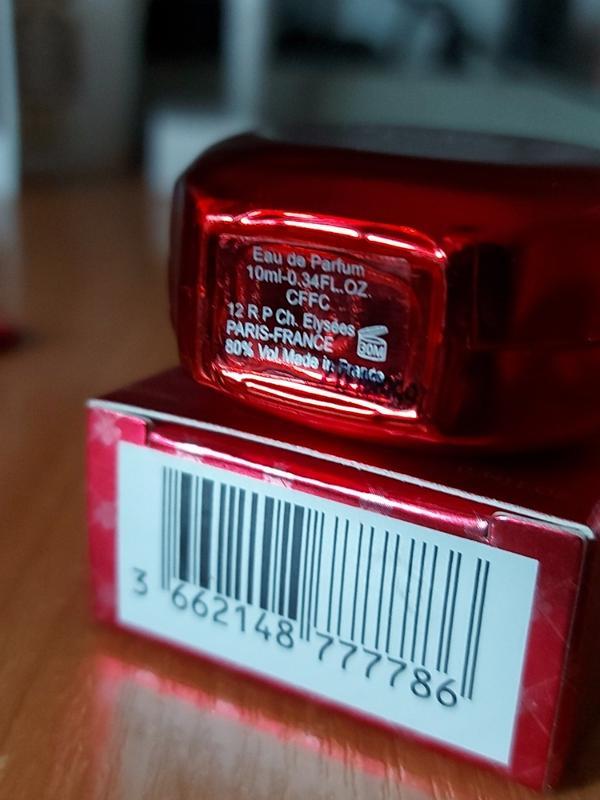 Eau de Parfum
10ml-0.34FL.OZ.
CFFC
12 R P Ch. Elysées
PARIS-FRANCE
30M
80% Vol.Made in France
3 662148 777786